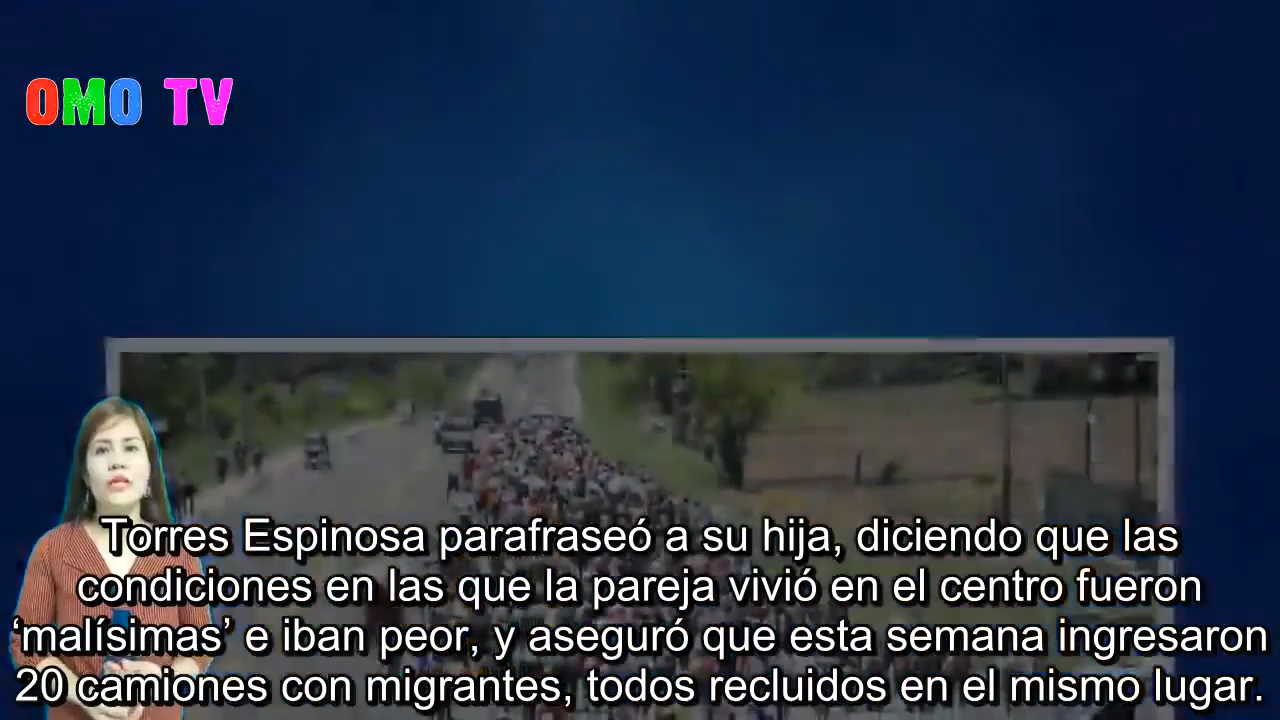 OMO TV
Torres Espinosa parafraseó a su hija, diciendo que las
condiciones en las que la pareja vivió en el centro fueron
‘malísimas’ e iban peor, y aseguró que esta semana ingresaron
20 camiones con migrantes, todos recluidos en el mismo lugar.